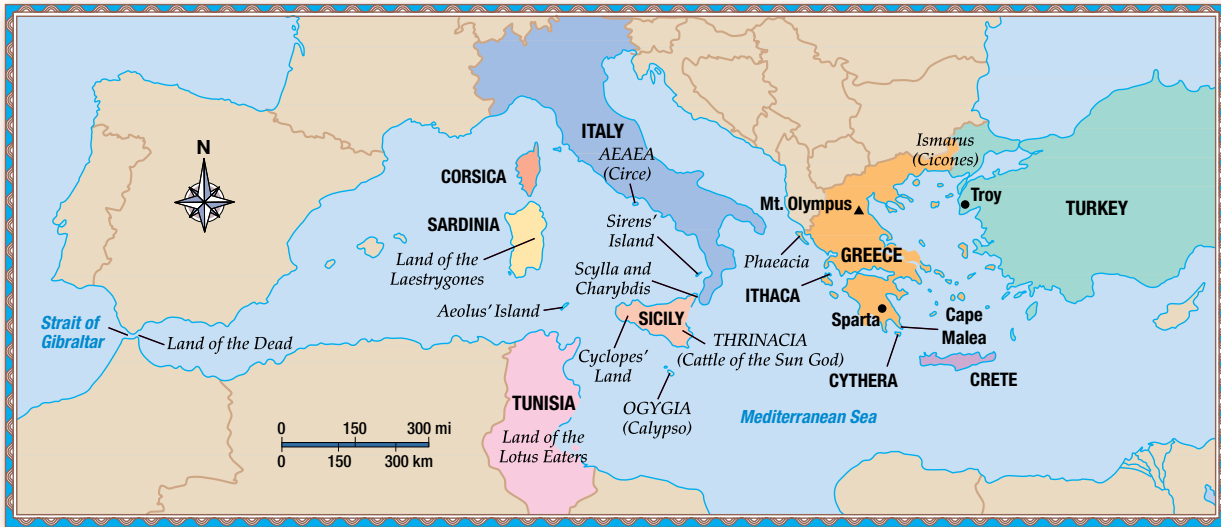 ITALY
Ismarus
(Cicones)
N
AEAEA
(Circe)
CORSICA
Mt. Olympus
Troy
TURKEY
SARDINIA
Sirens'
Island
Land of the
Laestrygones
Phaeacia
GREECE
Scylla and
Charybdis
ITHACA
Aeolus' Island
SICILY
Sparta
Cape
Malea
Strait of
Gibraltar
Land of the Dead
THRINACIA
(Cattle of the Sun God)
Cyclopes'
Land
CYTHERA
CRETE
TUNISIA
OGYGIA
(Calypso)
Mediterranean Sea
0 150 300 mi
0 150 300 km
Land of the
Lotus Eaters